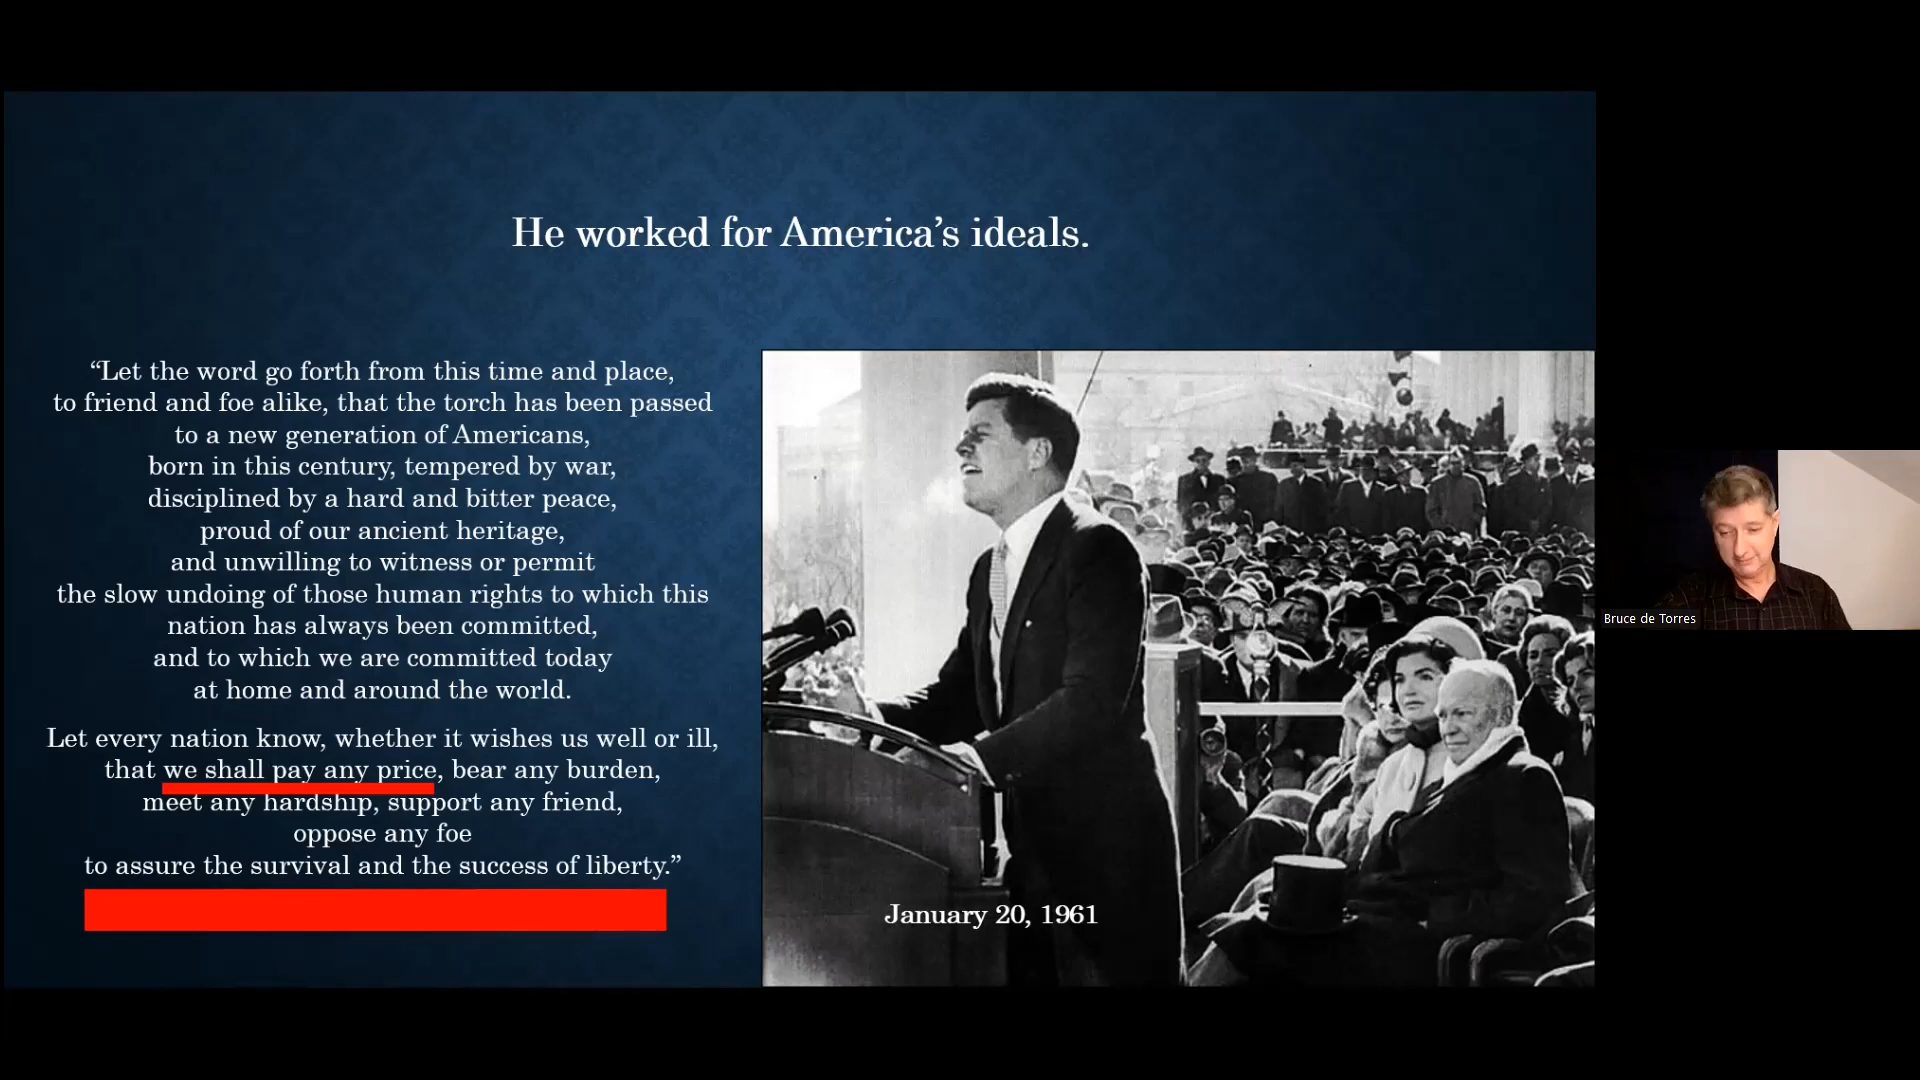 He worked for America’s ideals.
“Let the word go forth from this time and place,
to friend and foe alike, that the torch has been passed
to a new generation of Americans,
born in this century, tempered by war,
disciplined by a hard and bitter peace,
proud of our ancient heritage,
and unwilling to witness or permit
the slow undoing of those human rights to which this
nation has always been committed,
and to which we are committed today
at home and around the world.
Let every nation know, whether it wishes us well or ill,
that we shall pay any price, bear any burden,
meet any hardship, support any friend,
oppose any foe
to assure the survival and the success of liberty.”
January 20, 1961
Bruce de Torres